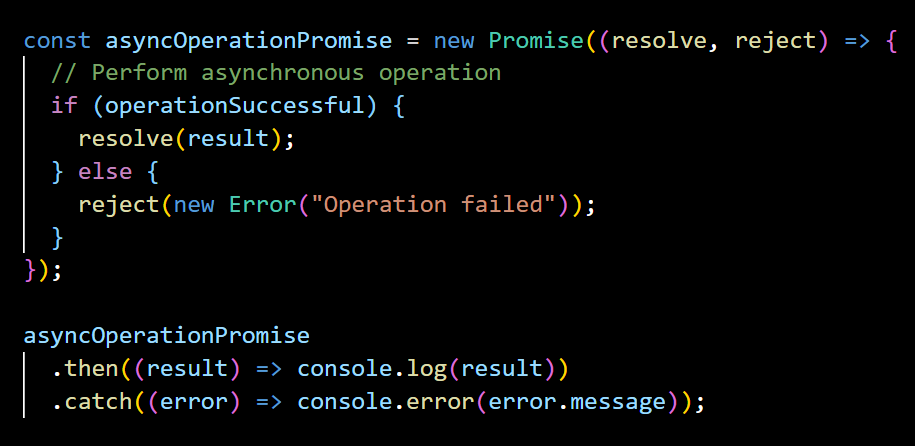 const asyncOperationPromise = new Promise((resolve, reject) => {
  // Perform asynchronous operation
  if (operationSuccessful) {
    resolve(result);
  } else {
    reject(new Error("Operation failed"));
  }
});

asyncOperationPromise
  .then((result) => console.log(result))
  .catch((error) => console.error(error.message));